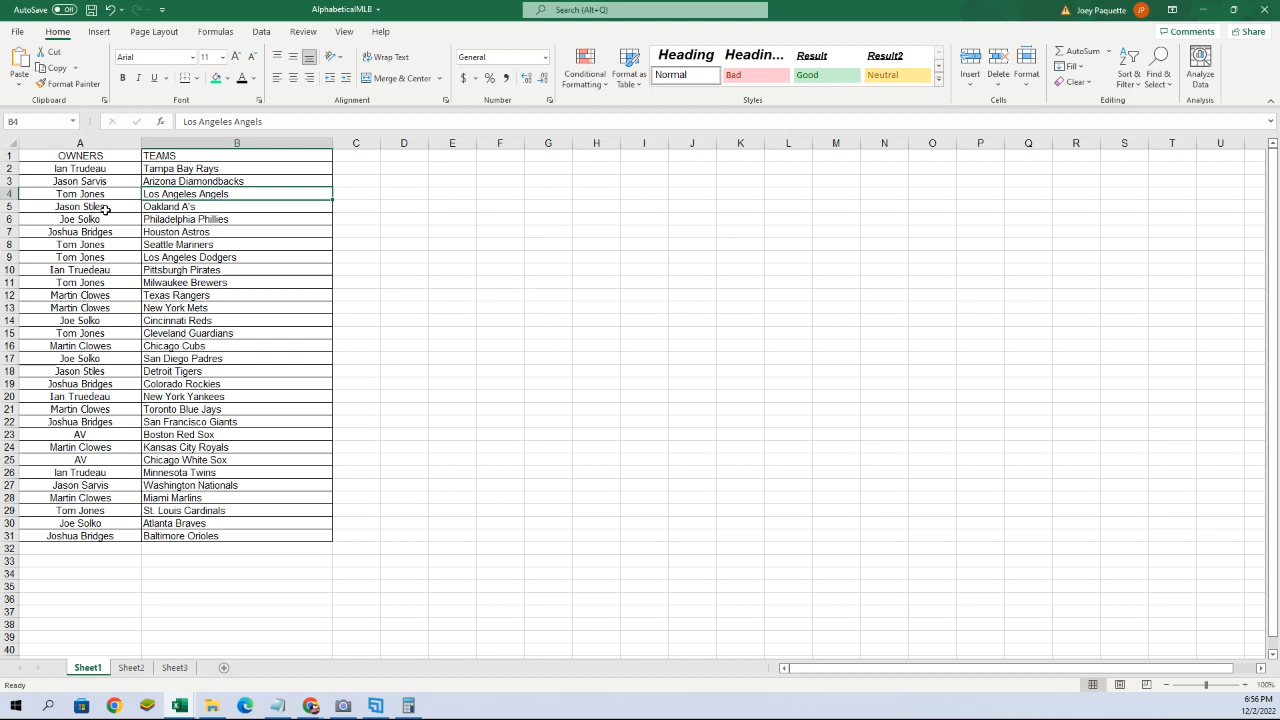 AutoSave Off AlphabeticalMLB Search (Alt+Q) Joey Paquette JP
File Home Insert Page Layout Formulas Data Review View Help Comments Share
Paste Cut Copy Format Painter Clipboard
Arial 11 A A B I U A Font
Wrap Text Merge & Center Alignment
General $ % , Number
Conditional Formatting Format as Table Heading Headin... Result Result2 Normal Bad Good Neutral Styles
Insert Delete Format Cells
AutoSum Fill Clear Sort & Filter Find & Select Editing
Analyze Data Analysis
B4 fx Los Angeles Angels
A B C D E F G H I J K L M N O P Q R S T U
1 OWNERS TEAMS
2 Ian Trudeau Tampa Bay Rays
3 Jason Sarvis Arizona Diamondbacks
4 Tom Jones Los Angeles Angels
5 Jason Stiles Oakland A's
6 Joe Solko Philadelphia Phillies
7 Joshua Bridges Houston Astros
8 Tom Jones Seattle Mariners
9 Tom Jones Los Angeles Dodgers
10 Ian Truedeau Pittsburgh Pirates
11 Tom Jones Milwaukee Brewers
12 Martin Clowes Texas Rangers
13 Martin Clowes New York Mets
14 Joe Solko Cincinnati Reds
15 Tom Jones Cleveland Guardians
16 Martin Clowes Chicago Cubs
17 Joe Solko San Diego Padres
18 Jason Stiles Detroit Tigers
19 Joshua Bridges Colorado Rockies
20 Ian Truedeau New York Yankees
21 Martin Clowes Toronto Blue Jays
22 Joshua Bridges San Francisco Giants
23 AV Boston Red Sox
24 Martin Clowes Kansas City Royals
25 AV Chicago White Sox
26 Ian Trudeau Minnesota Twins
27 Jason Sarvis Washington Nationals
28 Martin Clowes Miami Marlins
29 Tom Jones St. Louis Cardinals
30 Joe Solko Atlanta Braves
31 Joshua Bridges Baltimore Orioles
32
33
34
35
36
37
38
39
40
Sheet1 Sheet2 Sheet3
Ready 100%
6:56 PM
12/2/2022